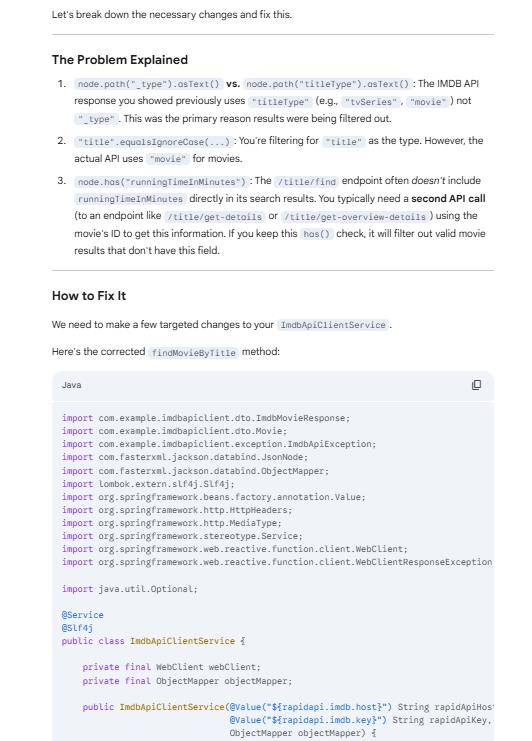 Let's break down the necessary changes and fix this.
The Problem Explained
1. node.path("_type").asText() vs. node.path("titleType").asText() : The IMDB API
response you showed previously uses "titleType" (e.g., "tvSeries" , "movie" ) not
"_type" . This was the primary reason results were being filtered out.
2. "title".equalsIgnoreCase(...) : You're filtering for "title" as the type. However, the
actual API uses "movie" for movies.
3. node.has("runningTimeInMinutes") : The /title/find endpoint often doesn't include
runningTimeInMinutes directly in its search results. You typically need a second API call
(to an endpoint like /title/get-details or /title/get-overview-details ) using the
movie's ID to get this information. If you keep this has() check, it will filter out valid movie
results that don't have this field.
How to Fix It
We need to make a few targeted changes to your ImdbApiClientService .
Here's the corrected findMovieByTitle method:
Java
import com.example.imdbapiclient.dto.ImdbMovieResponse;
import com.example.imdbapiclient.dto.Movie;
import com.example.imdbapiclient.exception.ImdbApiException;
import com.fasterxml.jackson.databind.JsonNode;
import com.fasterxml.jackson.databind.ObjectMapper;
import lombok.extern.slf4j.Slf4j;
import org.springframework.beans.factory.annotation.Value;
import org.springframework.http.HttpHeaders;
import org.springframework.http.MediaType;
import org.springframework.stereotype.Service;
import org.springframework.web.reactive.function.client.WebClient;
import org.springframework.web.reactive.function.client.WebClientResponseException
import java.util.Optional;
@Service
@Slf4j
public class ImdbApiClientService {
private final WebClient webClient;
private final ObjectMapper objectMapper;
public ImdbApiClientService(@Value("${rapidapi.imdb.host}") String rapidApiHost
@Value("${rapidapi.imdb.key}") String rapidApiKey,
ObjectMapper objectMapper) {